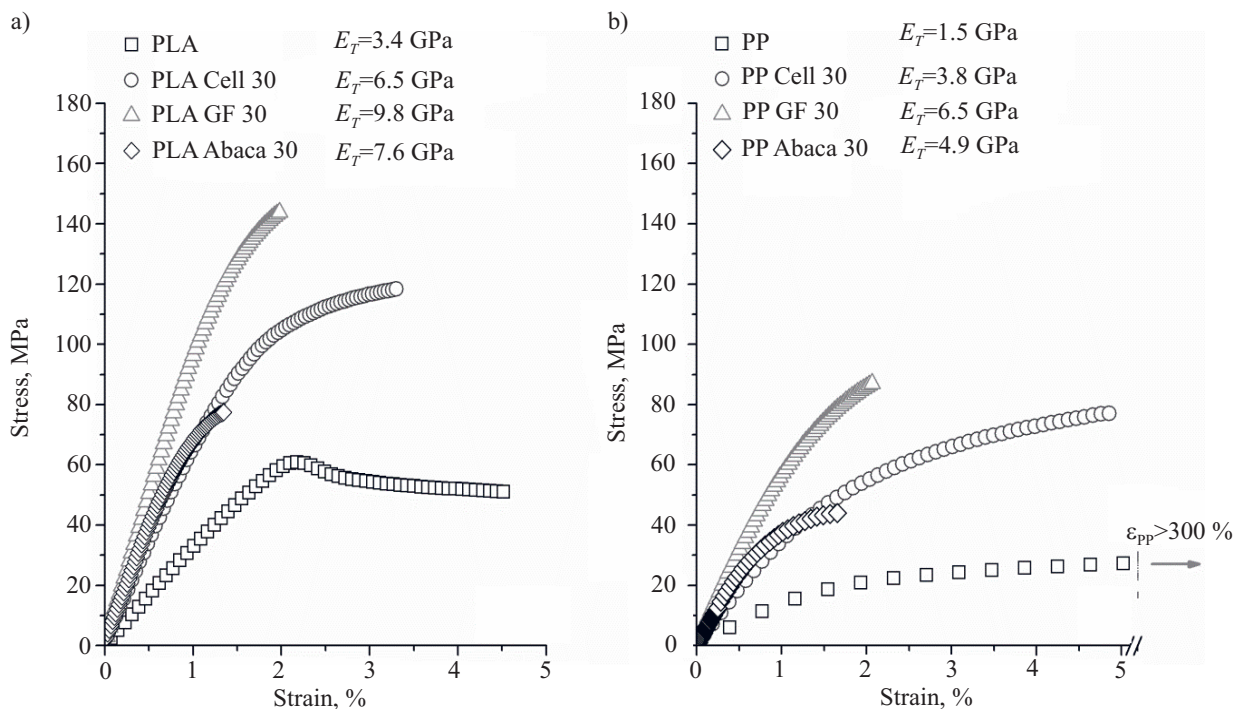 a)
PLA E_T=3.4 GPa
PLA Cell 30 E_T=6.5 GPa
PLA GF 30 E_T=9.8 GPa
PLA Abaca 30 E_T=7.6 GPa
180
160
140
120
100
80
60
40
20
0
Stress, MPa
0 1 2 3 4 5
Strain, %
b)
PP E_T=1.5 GPa
PP Cell 30 E_T=3.8 GPa
PP GF 30 E_T=6.5 GPa
PP Abaca 30 E_T=4.9 GPa
180
160
140
120
100
80
60
40
20
0
Stress, MPa
ε_PP>300 %
0 1 2 3 4 5
Strain, %